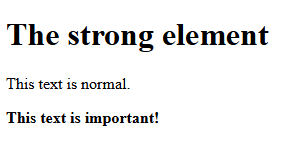 The strong element
This text is normal.
This text is important!